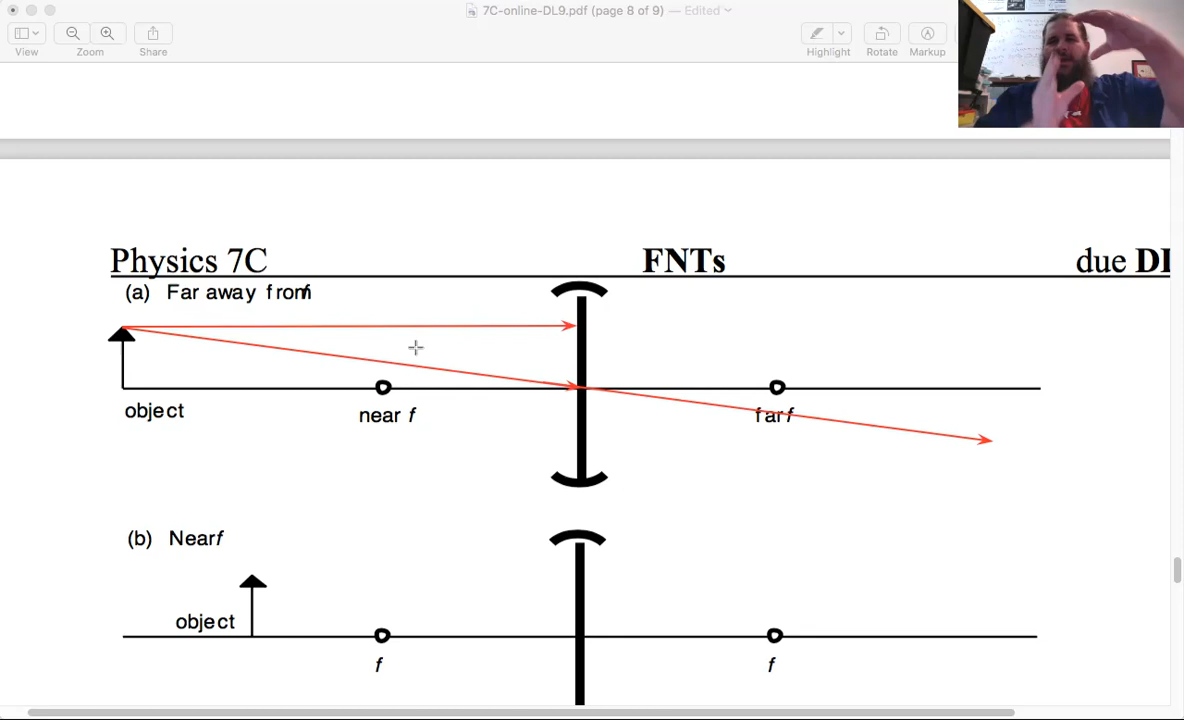 7C-online-DL9.pdf (page 8 of 9) — Edited
View Zoom Share Highlight Rotate Markup
Physics 7C FNTs due DL
(a) Far away from f
object near f far f
(b) Near f
object
f f